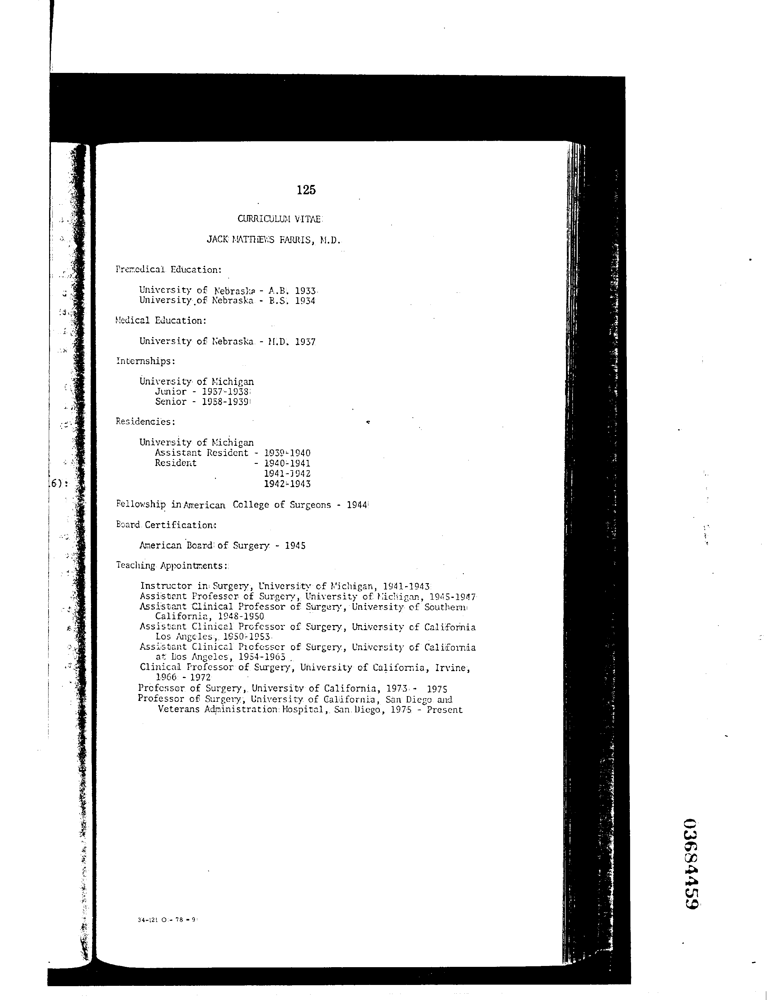 125
CURRICULUM VITAE
JACK MATTHEWS FARRIS, M.D.
Premedical Education:
University of Nebraska - A.B. 1933
University of Nebraska - B.S. 1934
Medical Education:
University of Nebraska - M.D. 1937
Internships:
University of Michigan
Junior - 1937-1938
Senior - 1938-1939
Residencies:
University of Michigan
Assistant Resident - 1939-1940
Resident - 1940-1941
1941-1942
6):
1942-1943
Fellowship in American College of Surgeons - 1944
Board Certification:
American Board of Surgery - 1945
Teaching Appointments:
Instructor in Surgery, University of Michigan, 1941-1943
Assistant Professor of Surgery, University of Michigan, 1945-1947
Assistant Clinical Professor of Surgery, University of Southern
California, 1948-1950
Assistant Clinical Professor of Surgery, University of California
Los Angeles, 1950-1953
Assistant Clinical Professor of Surgery, University of California
at Los Angeles, 1954-1965
Clinical Professor of Surgery, University of California, Irvine,
1966 - 1972
Professor of Surgery, University of California, 1973 - 1975
Professor of Surgery, University of California, San Diego and
Veterans Administration Hospital, San Diego, 1975 - Present
34-121 O - 78 - 9
03684459